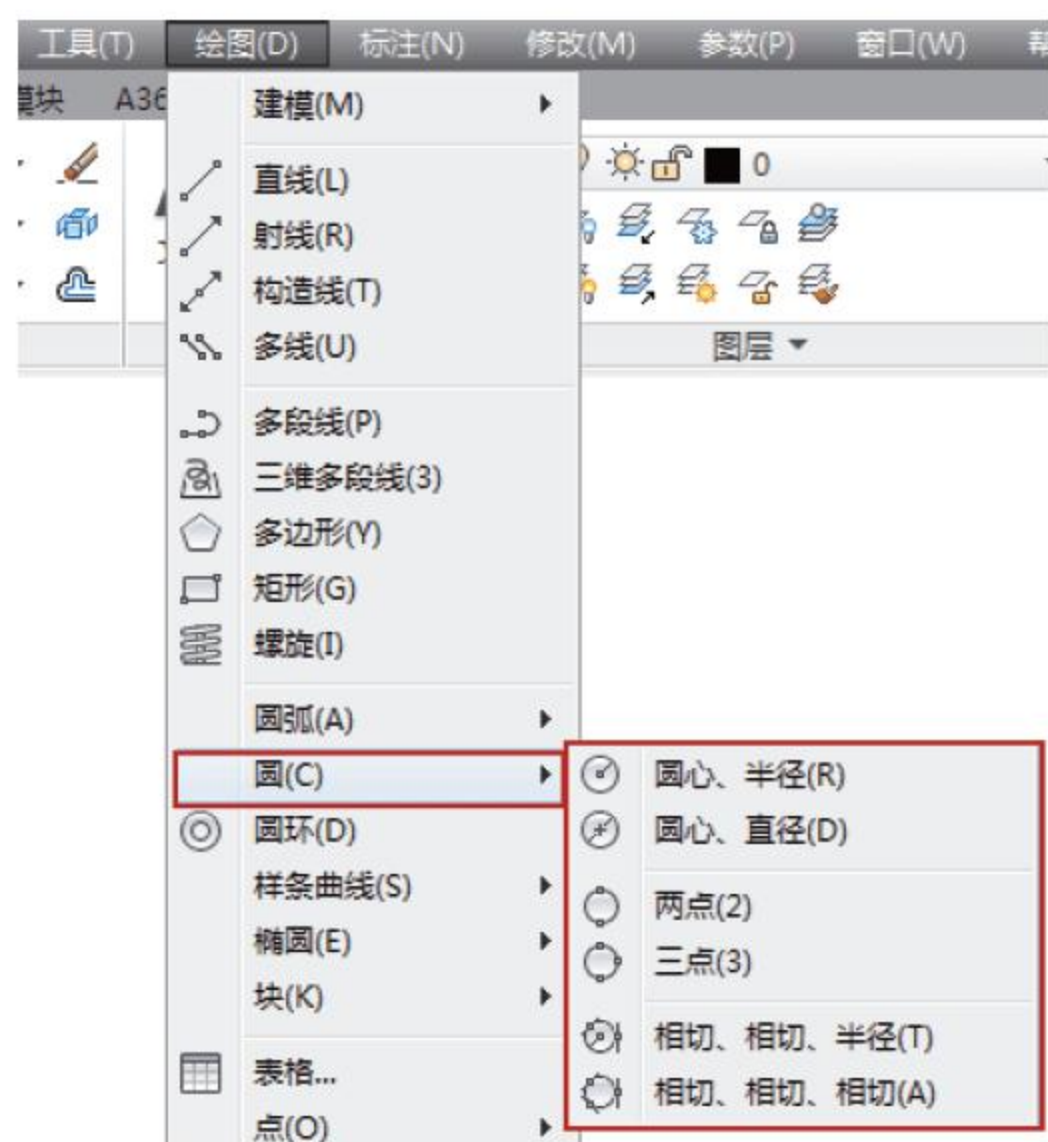 工具(T) 绘图(D) 标注(N) 修改(M) 参数(P) 窗口(W)
块 A36
建模(M)
0
直线(L)
射线(R)
构造线(T)
多线(U)
图层
多段线(P)
三维多段线(3)
多边形(Y)
矩形(G)
螺旋(I)
圆弧(A)
圆(C)
圆心、半径(R)
圆环(D)
圆心、直径(D)
样条曲线(S)
两点(2)
椭圆(E)
三点(3)
块(K)
相切、相切、半径(T)
表格...
相切、相切、相切(A)
点(O)